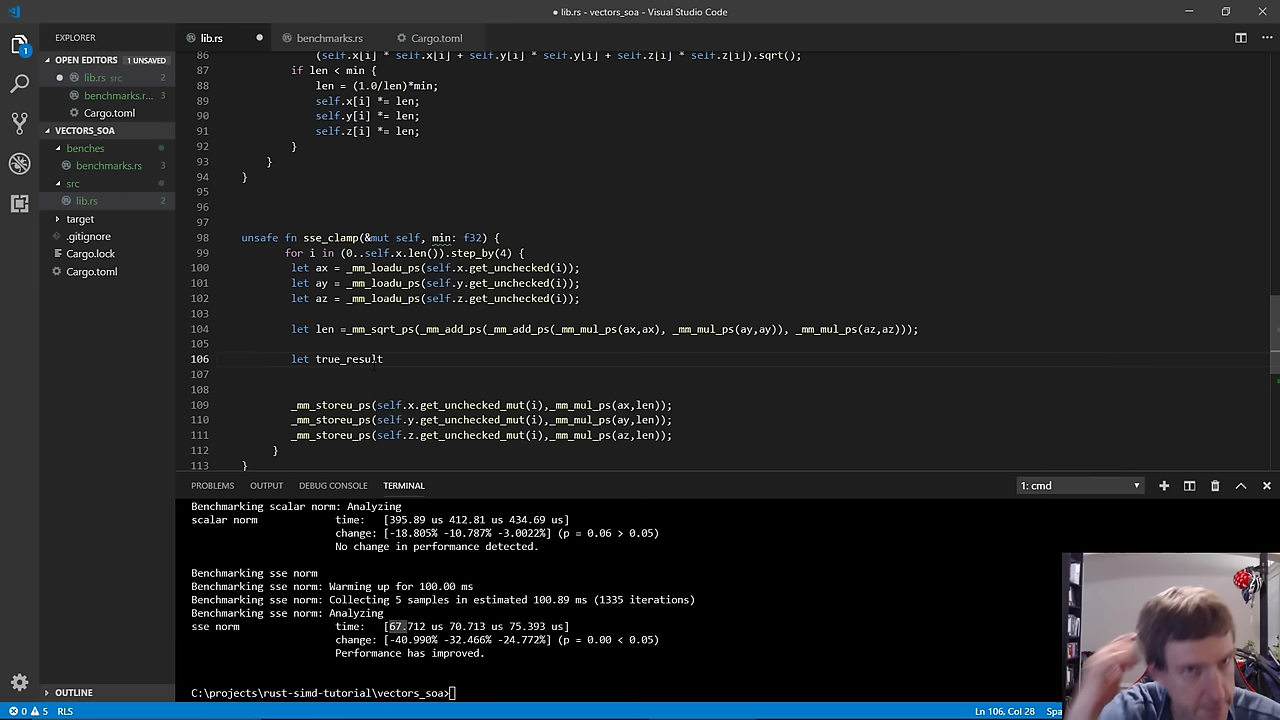 ● lib.rs - vectors_soa - Visual Studio Code
EXPLORER
OPEN EDITORS 1 UNSAVED
lib.rs src 2
benchmarks.r... 3
Cargo.toml
VECTORS_SOA
benches
benchmarks.rs 3
src
lib.rs 2
target
.gitignore
Cargo.lock
Cargo.toml
OUTLINE
lib.rs benchmarks.rs Cargo.toml
86 (self.x[i] * self.x[i] + self.y[i] * self.y[i] + self.z[i] * self.z[i]).sqrt();
87 if len < min {
88 len = (1.0/len)*min;
89 self.x[i] *= len;
90 self.y[i] *= len;
91 self.z[i] *= len;
92 }
93 }
94 }
95
96
97
98 unsafe fn sse_clamp(&mut self, min: f32) {
99 for i in (0..self.x.len()).step_by(4) {
100 let ax = _mm_loadu_ps(self.x.get_unchecked(i));
101 let ay = _mm_loadu_ps(self.y.get_unchecked(i));
102 let az = _mm_loadu_ps(self.z.get_unchecked(i));
103
104 let len =_mm_sqrt_ps(_mm_add_ps(_mm_add_ps(_mm_mul_ps(ax,ax), _mm_mul_ps(ay,ay)), _mm_mul_ps(az,az)));
105
106 let true_result
107
108
109 _mm_storeu_ps(self.x.get_unchecked_mut(i),_mm_mul_ps(ax,len));
110 _mm_storeu_ps(self.y.get_unchecked_mut(i),_mm_mul_ps(ay,len));
111 _mm_storeu_ps(self.z.get_unchecked_mut(i),_mm_mul_ps(az,len));
112 }
113 }
PROBLEMS OUTPUT DEBUG CONSOLE TERMINAL 1: cmd
Benchmarking scalar norm: Analyzing
scalar norm time: [395.89 us 412.81 us 434.69 us]
change: [-18.805% -10.787% -3.0022%] (p = 0.06 > 0.05)
No change in performance detected.
Benchmarking sse norm
Benchmarking sse norm: Warming up for 100.00 ms
Benchmarking sse norm: Collecting 5 samples in estimated 100.89 ms (1335 iterations)
Benchmarking sse norm: Analyzing
sse norm time: [67.712 us 70.713 us 75.393 us]
change: [-40.990% -32.466% -24.772%] (p = 0.00 < 0.05)
Performance has improved.
C:\projects\rust-simd-tutorial\vectors_soa>
0 5 RLS Ln 106, Col 28 Spa